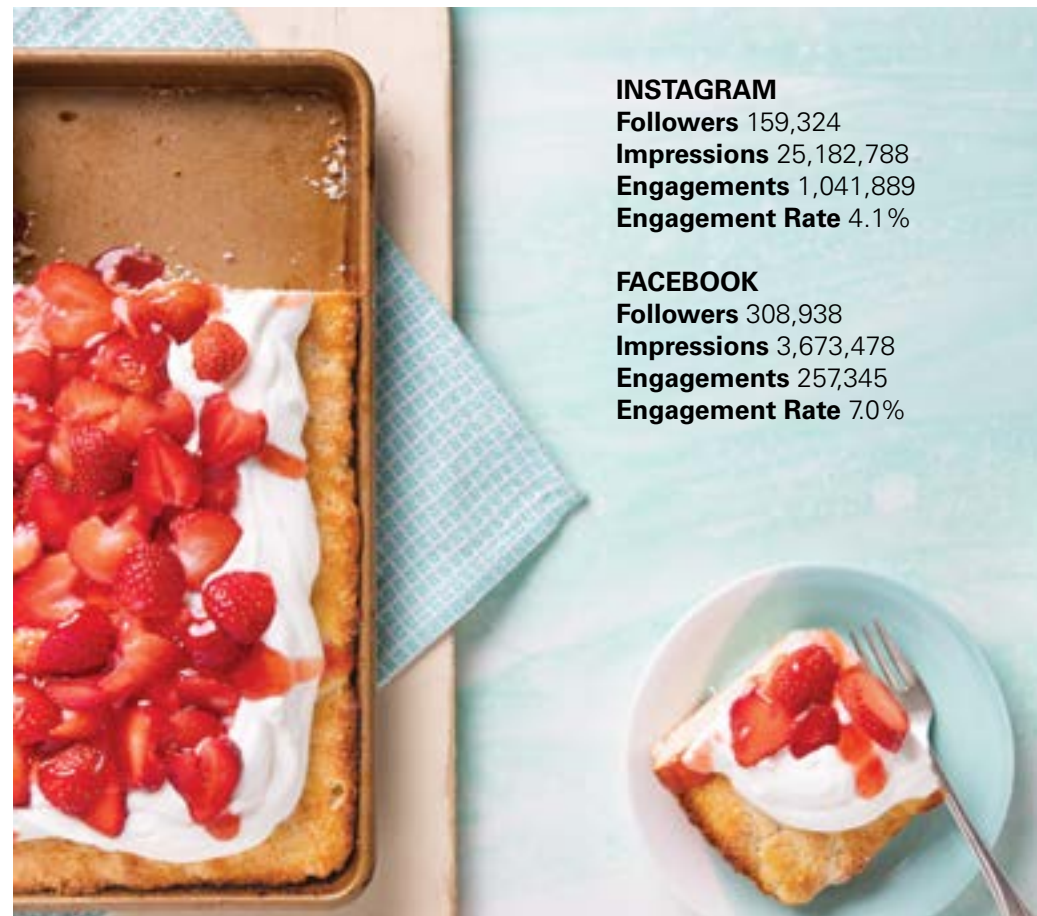 INSTAGRAM
Followers 159,324
Impressions 25,182,788
Engagements 1,041,889
Engagement Rate 4.1%
FACEBOOK
Followers 308,938
Impressions 3,673,478
Engagements 257,345
Engagement Rate 7.0%